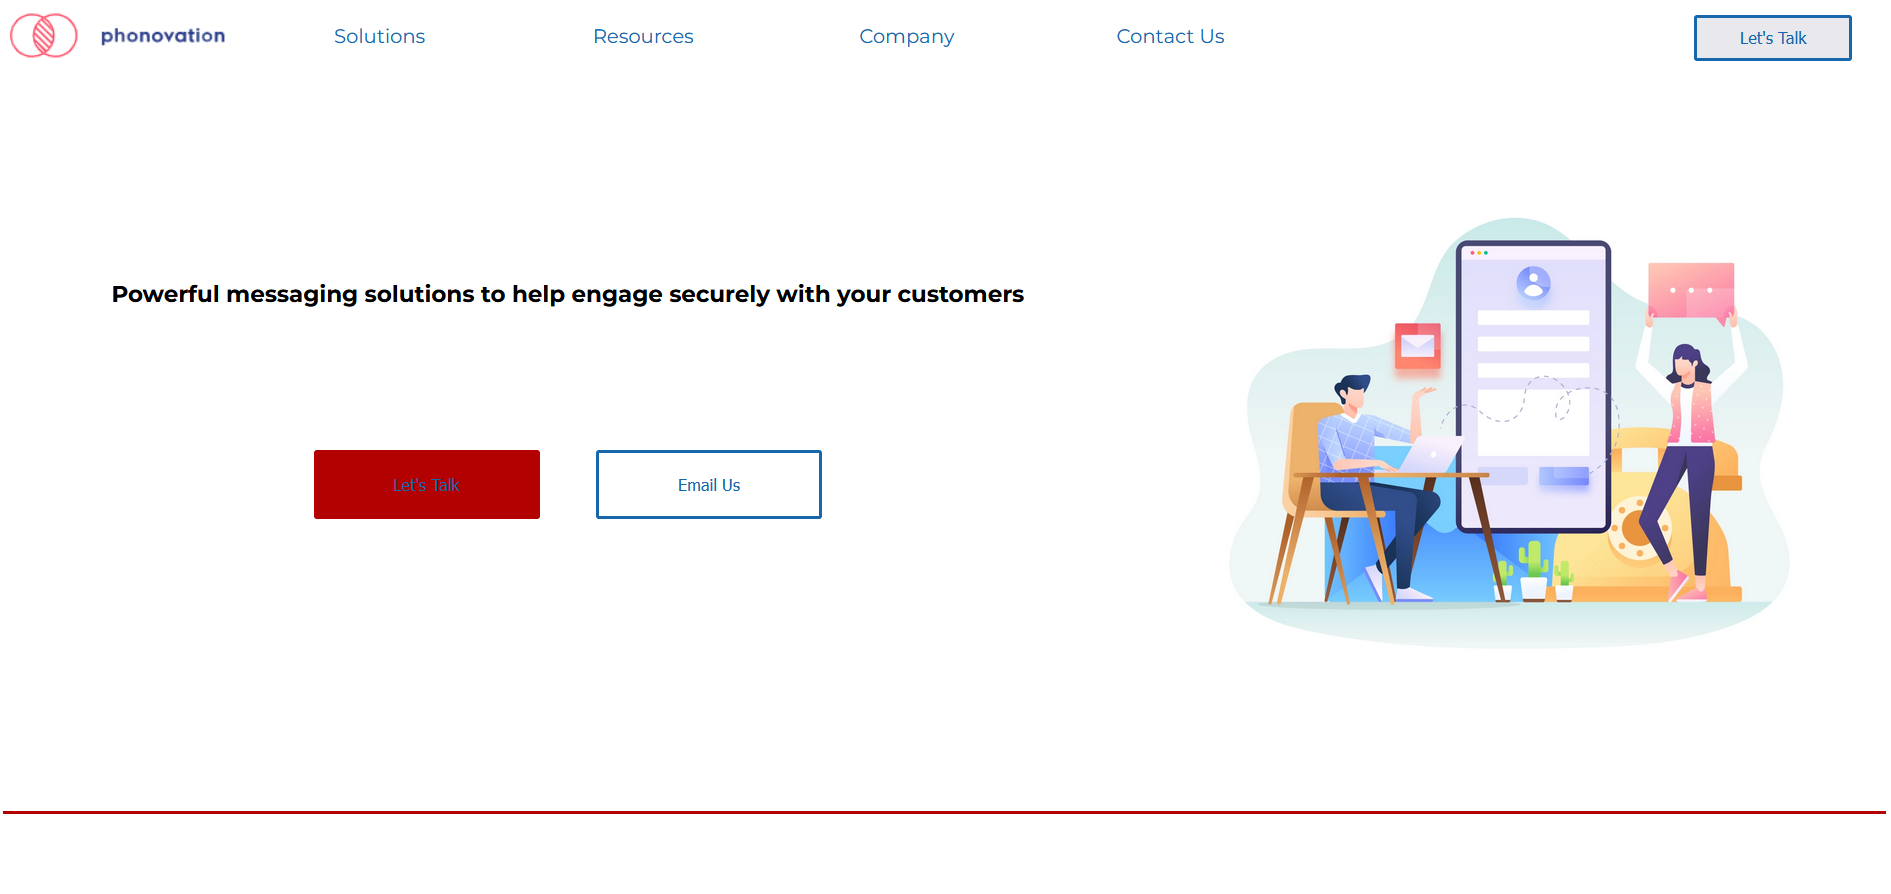 phonovation
Solutions
Resources
Company
Contact Us
Let's Talk
Powerful messaging solutions to help engage securely with your customers
Let's Talk
Email Us